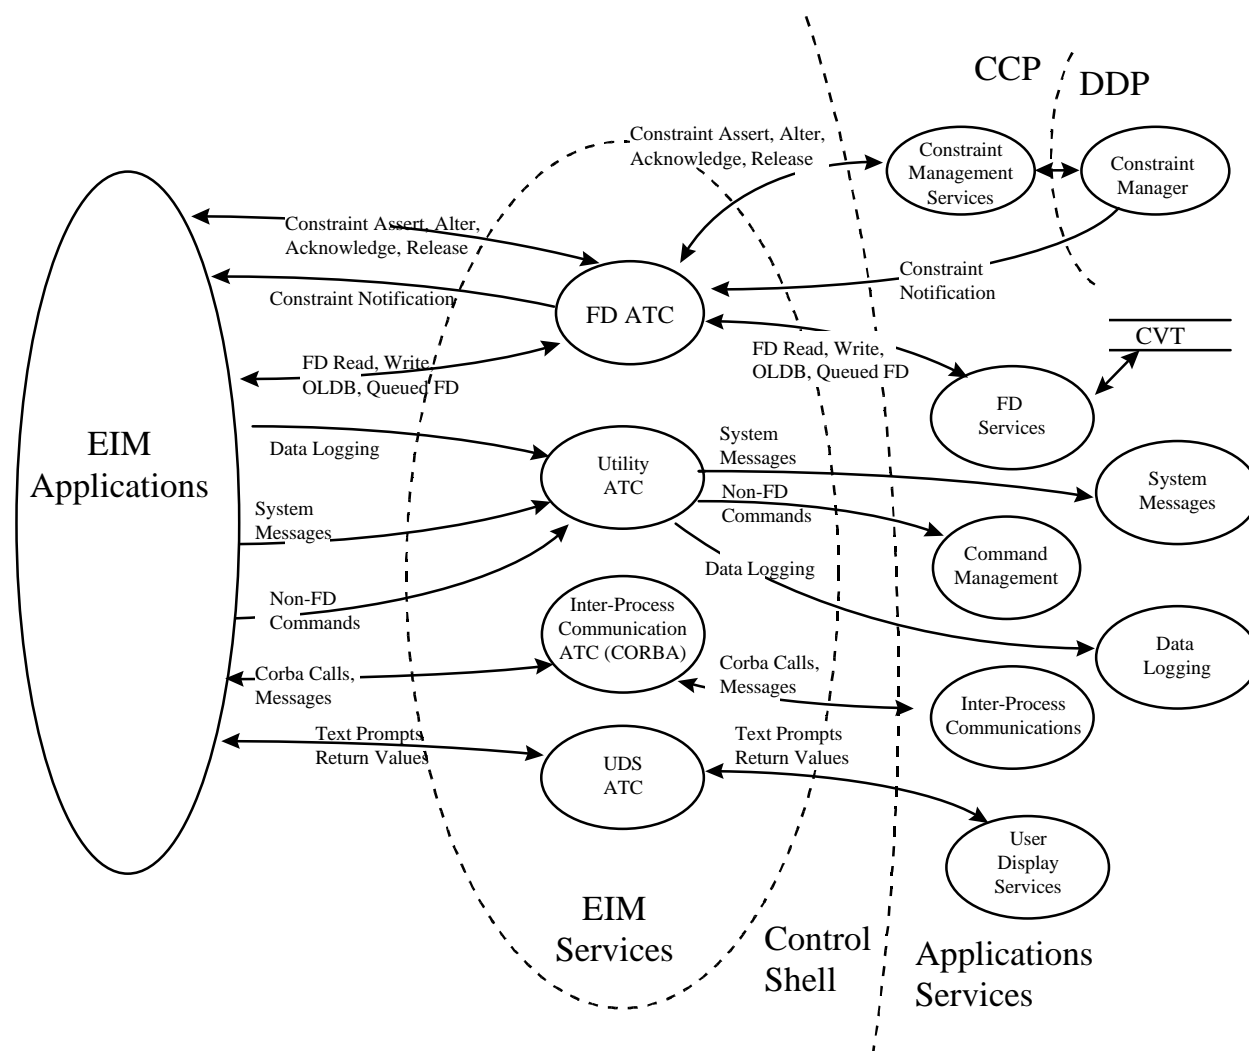 CCP
DDP
Constraint Assert, Alter,
Acknowledge, Release
Constraint
Management
Services
Constraint
Manager
Constraint Assert, Alter,
Acknowledge, Release
Constraint
Notification
Constraint Notification
FD ATC
CVT
FD Read, Write,
OLDB, Queued FD
FD Read, Write,
OLDB, Queued FD
FD
Services
EIM
Applications
Data Logging
Utility
ATC
System
Messages
System
Messages
Non-FD
Commands
System
Messages
Command
Management
Data Logging
Non-FD
Commands
Inter-Process
Communication
ATC (CORBA)
Data
Logging
Corba Calls,
Messages
Corba Calls,
Messages
Inter-Process
Communications
Text Prompts
Return Values
UDS
ATC
Text Prompts
Return Values
User
Display
Services
EIM
Services
Control
Shell
Applications
Services